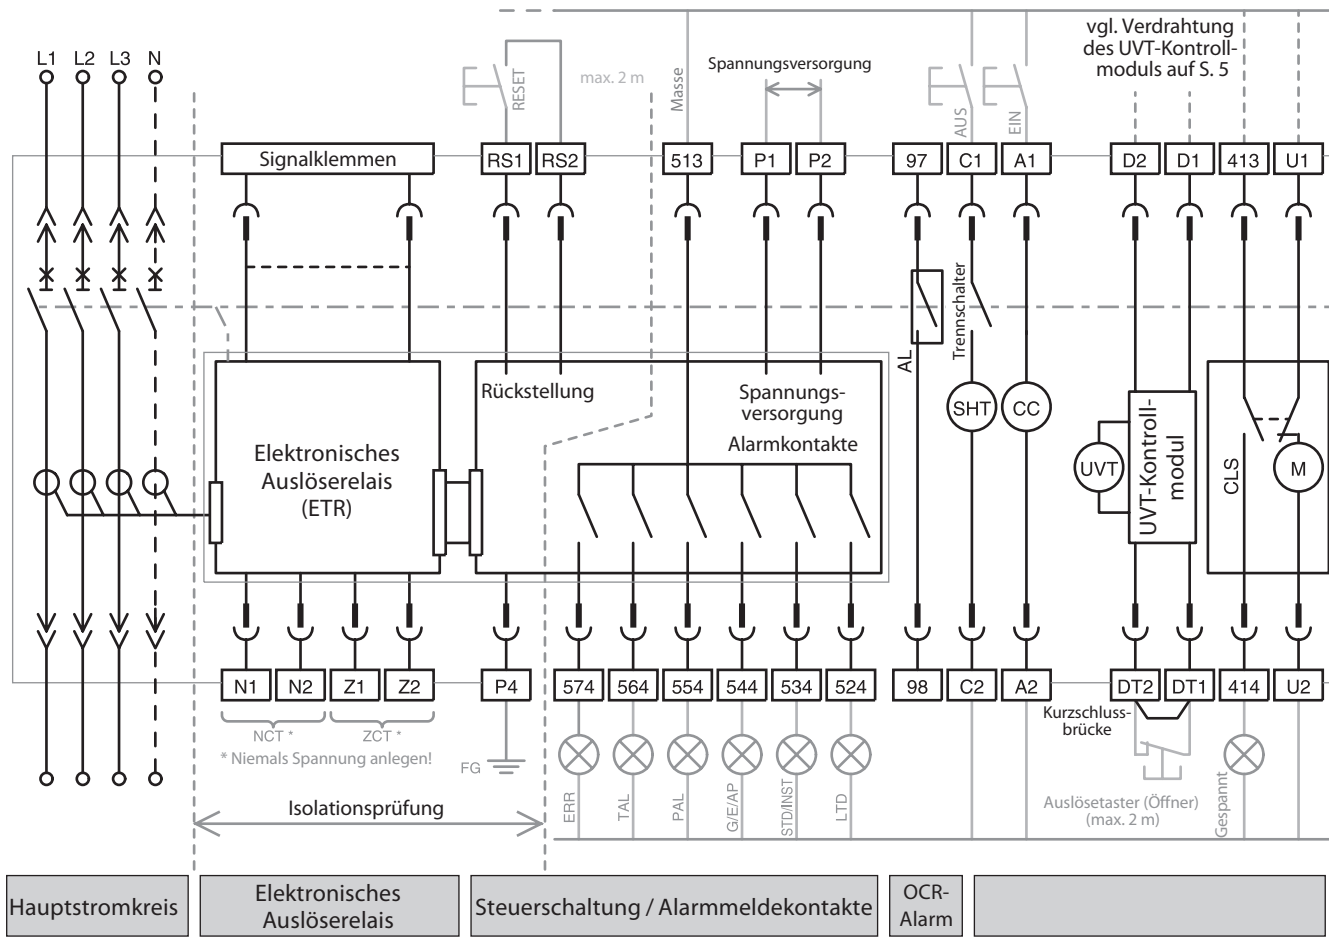 vgl. Verdrahtung
des UVT-Kontroll-
moduls auf S. 5
L1 L2 L3 N
RESET
max. 2 m
Masse
Spannungsversorgung
AUS
EIN
Signalklemmen
RS1 RS2 513 P1 P2 97 C1 A1 D2 D1 413 U1
Trennschalter
AL
Rückstellung
Spannungs-
versorgung
Alarmkontakte
SHT CC
Elektronisches
Auslöserelais
(ETR)
UVT
UVT-Kontroll-
modul
CLS
M
N1 N2 Z1 Z2 P4 574 564 554 544 534 524 98 C2 A2 DT2 DT1 414 U2
NCT * ZCT *
* Niemals Spannung anlegen!
FG
Kurzschluss-
brücke
ERR
TAL
PAL
G/E/AP
STD/INST
LTD
Auslösetaster (Öffner)
(max. 2 m)
Gespannt
Isolationsprüfung
Hauptstromkreis
Elektronisches
Auslöserelais
Steuerschaltung / Alarmmeldekontakte
OCR-
Alarm